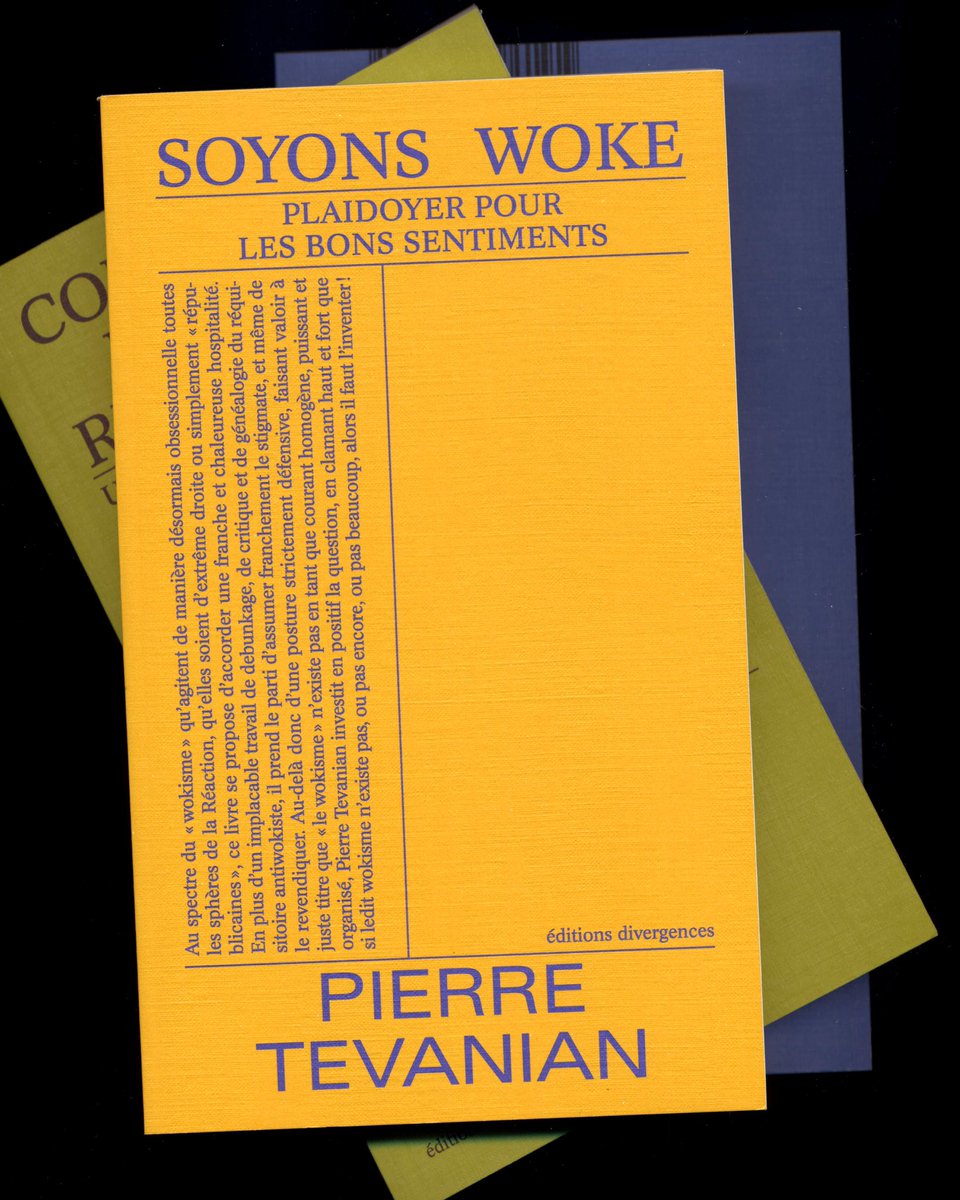 SOYONS WOKE
PLAIDOYER POUR
LES BONS SENTIMENTS
Au spectre du « wokisme » qu’agitent de manière désormais obsessionnelle toutes
les sphères de la Réaction, qu’elles soient d’extrême droite ou simplement « répu-
blicaines », ce livre se propose d’accorder une franche et chaleureuse hospitalité.
En plus d’un implacable travail de debunkage, de critique et de généalogie du réqui-
sitoire antiwokiste, il prend le parti d’assumer franchement le stigmate, et même de
le revendiquer. Au-delà donc d’une posture strictement défensive, faisant valoir à
juste titre que « le wokisme » n’existe pas en tant que courant homogène, puissant et
organisé, Pierre Tevanian investit en positif la question, en clamant haut et fort que
si ledit wokisme n’existe pas, ou pas encore, ou pas beaucoup, alors il faut l’inventer !
éditions divergences
PIERRE
TEVANIAN
CO
R
U
éditio